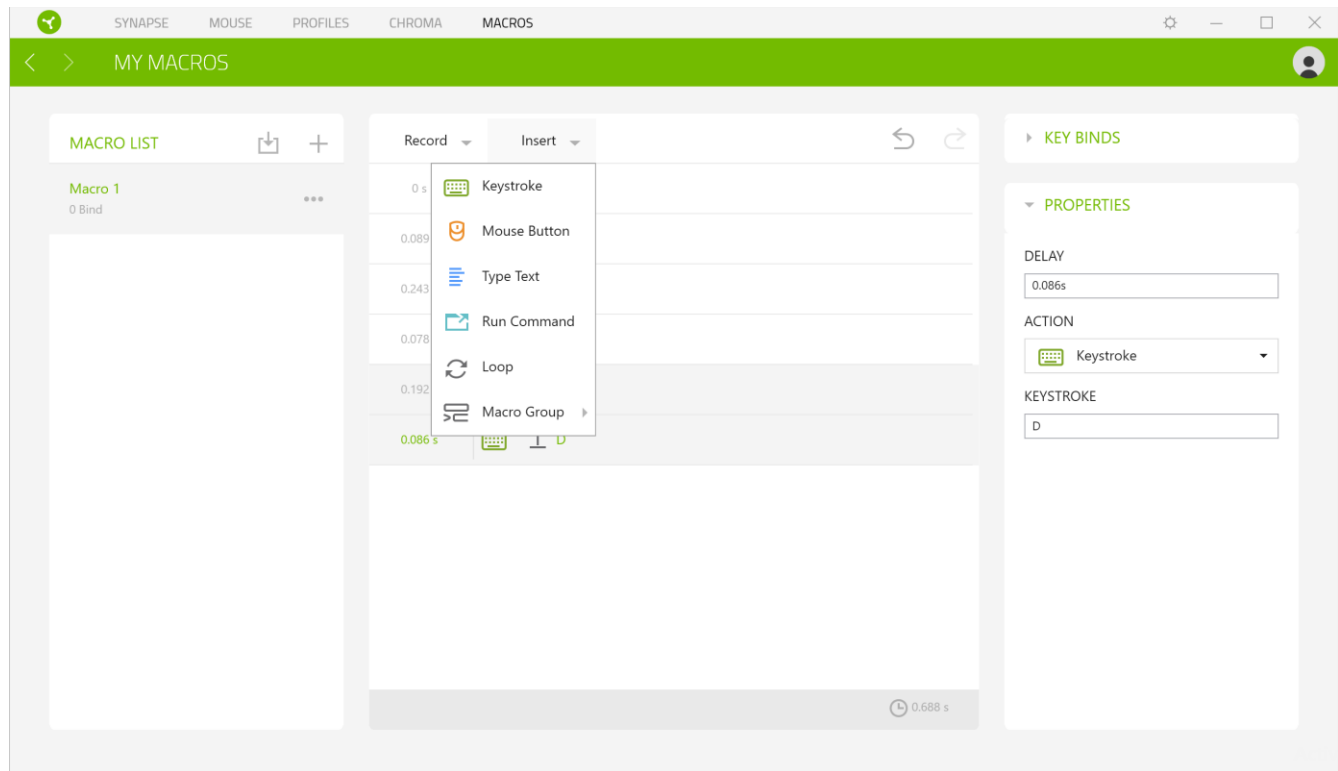 SYNAPSE MOUSE PROFILES CHROMA MACROS
MY MACROS
MACRO LIST
Macro 1
0 Bind
Record Insert
0 s
0.089
0.243
0.078
0.192
0.086 s D
Keystroke
Mouse Button
Type Text
Run Command
Loop
Macro Group
0.688 s
KEY BINDS
PROPERTIES
DELAY
0.086s
ACTION
Keystroke
KEYSTROKE
D